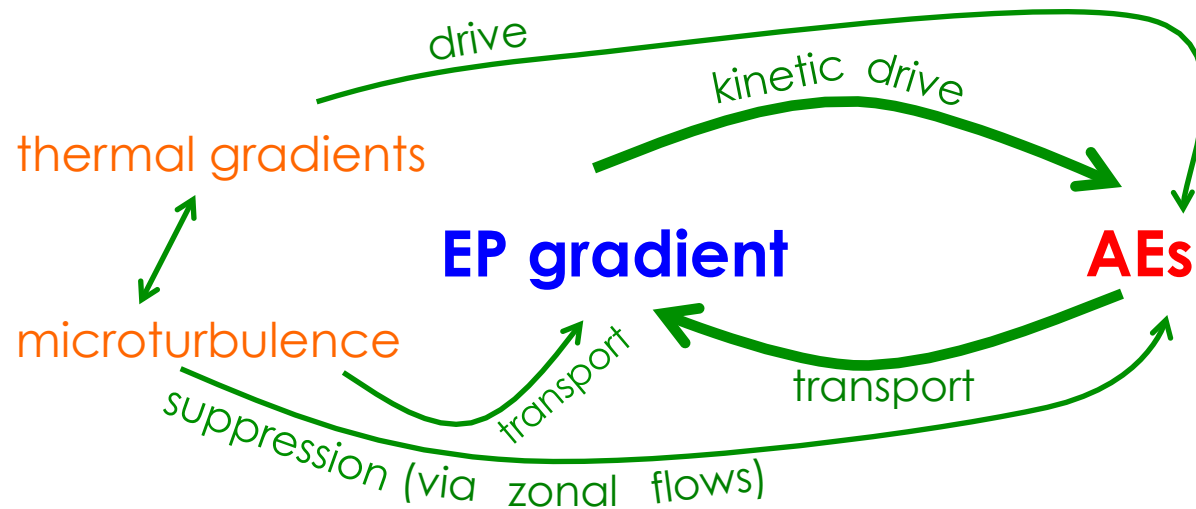 drive
kinetic drive
thermal gradients
EP gradient
AEs
microturbulence
transport
transport
suppression (via zonal flows)